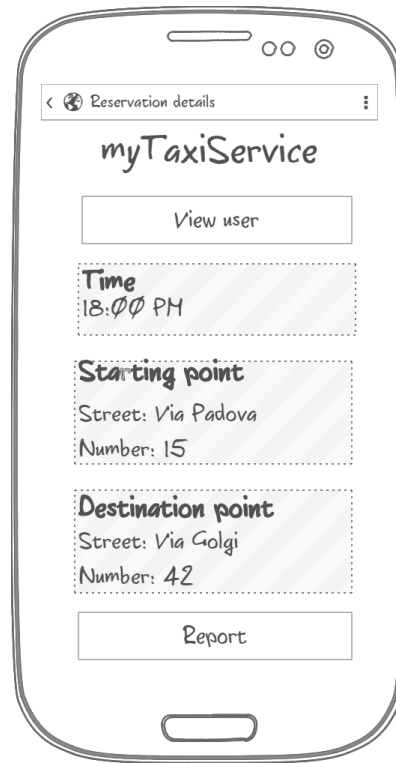 Reservation details
myTaxiService
View user
Time
18:00 PM
Starting point
Street: Via Padova
Number: 15
Destination point
Street: Via Golgi
Number: 42
Report